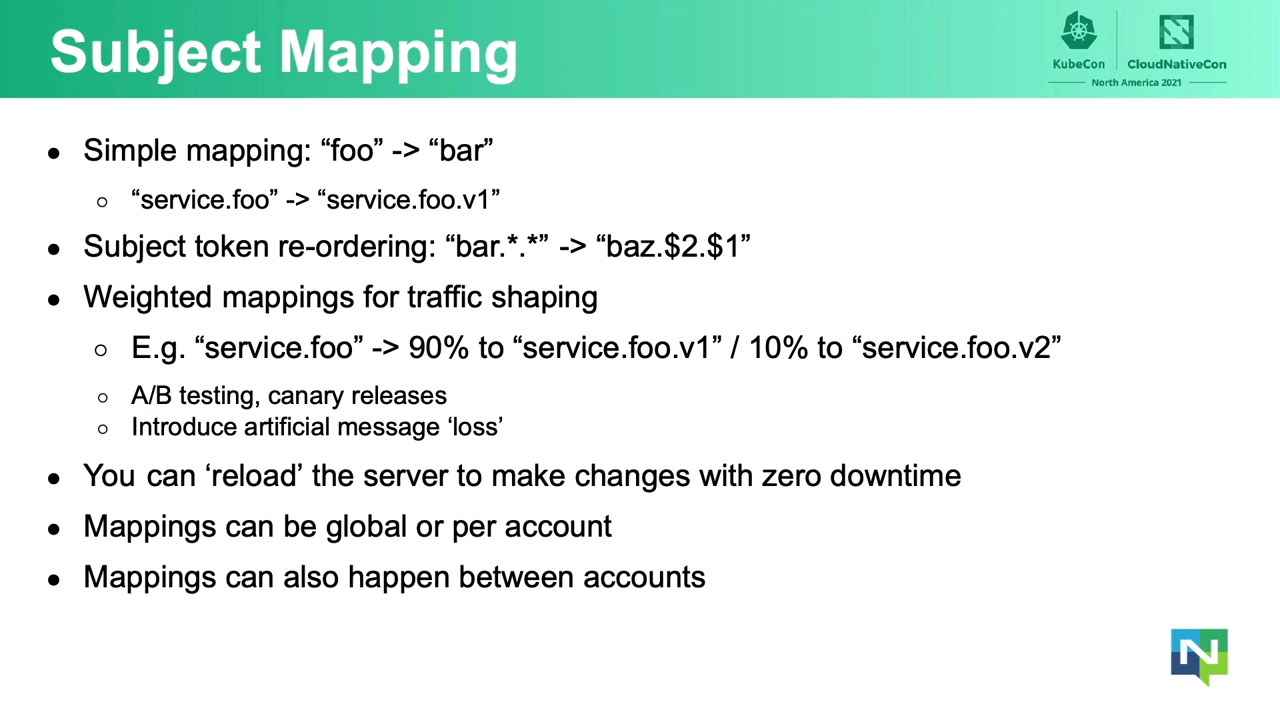 Subject Mapping
KubeCon
CloudNativeCon
North America 2021
● Simple mapping: “foo” -> “bar”
○ “service.foo” -> “service.foo.v1”
● Subject token re-ordering: “bar.*.*” -> “baz.$2.$1”
● Weighted mappings for traffic shaping
○ E.g. “service.foo” -> 90% to “service.foo.v1” / 10% to “service.foo.v2”
○ A/B testing, canary releases
○ Introduce artificial message ‘loss’
● You can ‘reload’ the server to make changes with zero downtime
● Mappings can be global or per account
● Mappings can also happen between accounts
N